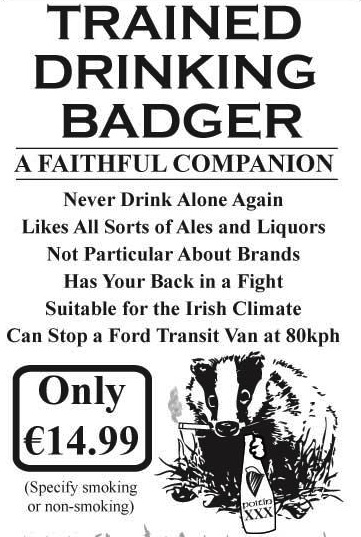 TRAINED
DRINKING
BADGER
A FAITHFUL COMPANION
Never Drink Alone Again
Likes All Sorts of Ales and Liquors
Not Particular About Brands
Has Your Back in a Fight
Suitable for the Irish Climate
Can Stop a Ford Transit Van at 80kph
Only
€14.99
(Specify smoking
or non-smoking)
poitín
XXX